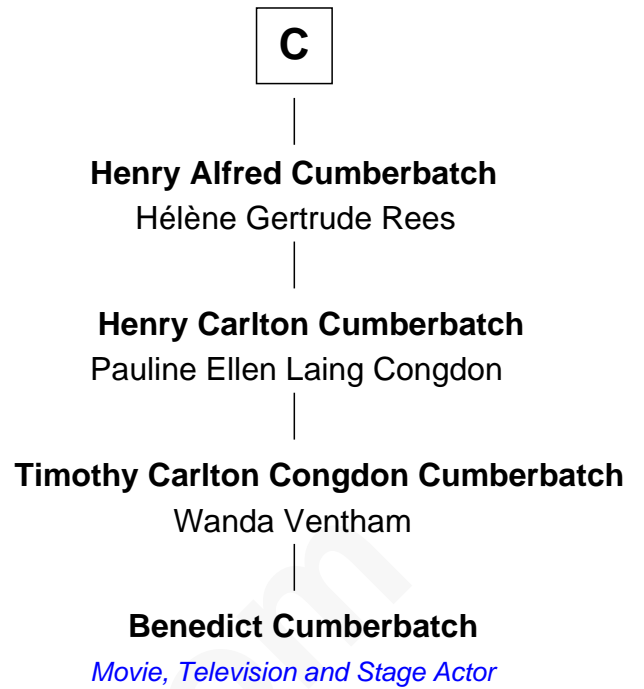 C
Henry Alfred Cumberbatch
Hélène Gertrude Rees
Henry Carlton Cumberbatch
Pauline Ellen Laing Congdon
Timothy Carlton Congdon Cumberbatch
Wanda Ventham
Benedict Cumberbatch
Movie, Television and Stage Actor